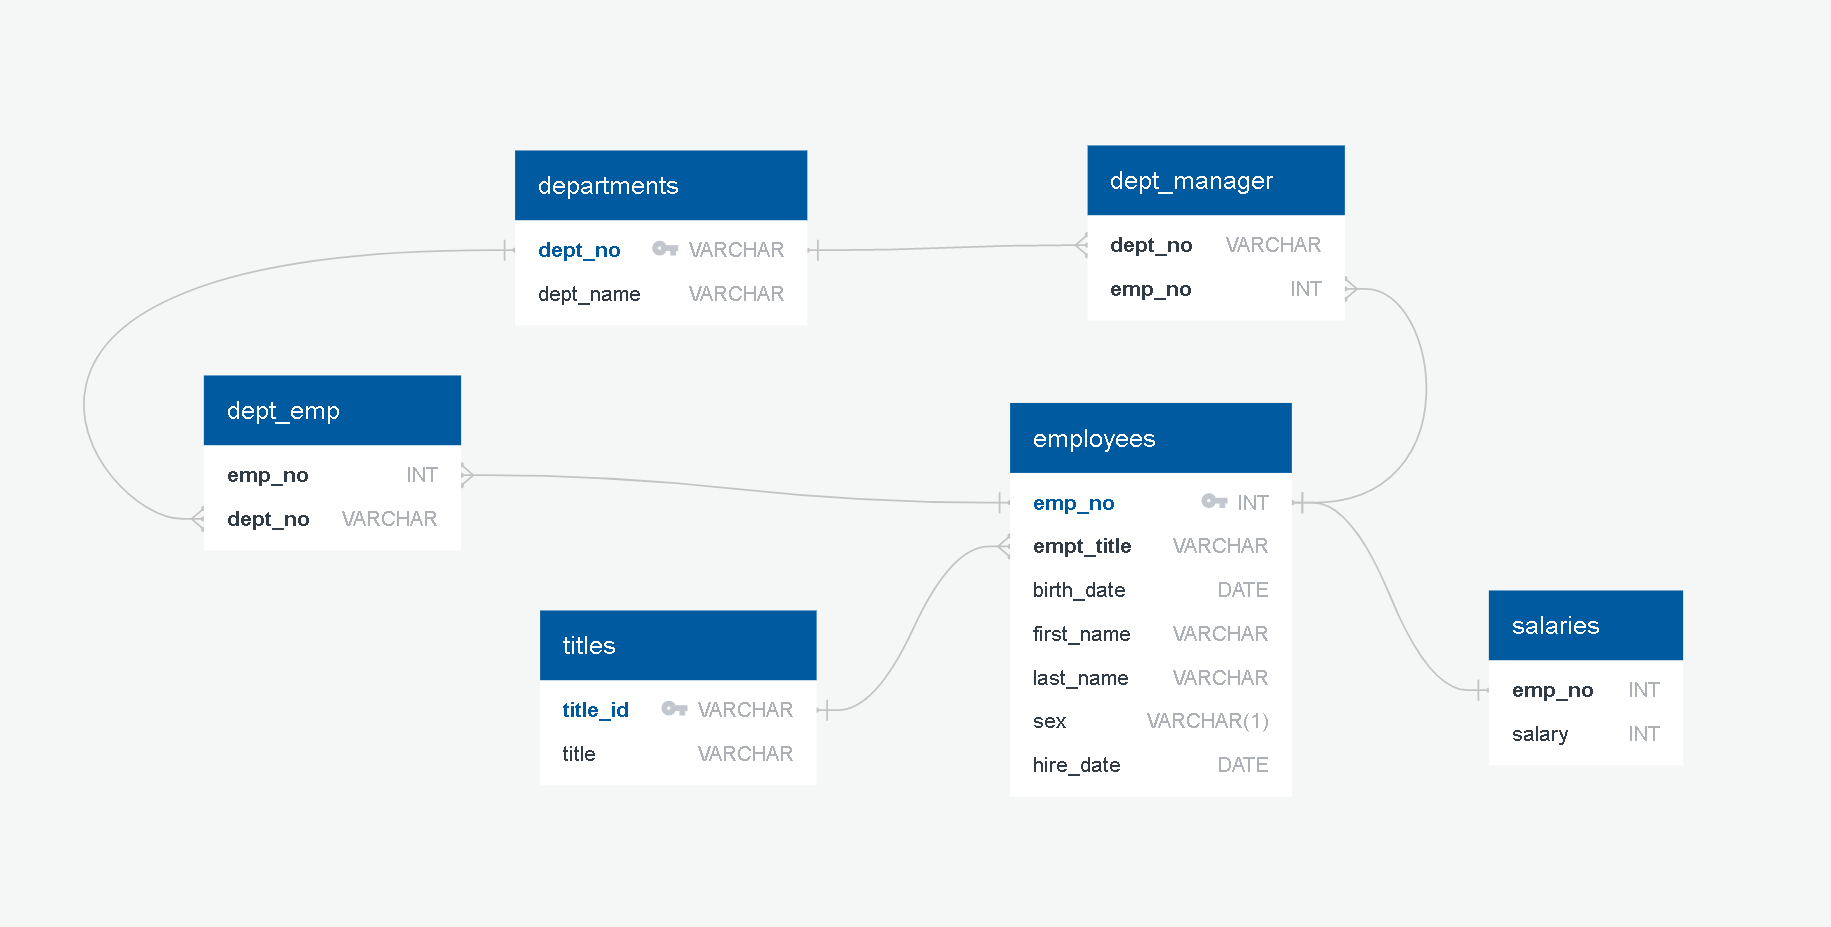 departments
dept_no VARCHAR
dept_name VARCHAR
dept_manager
dept_no VARCHAR
emp_no INT
dept_emp
emp_no INT
dept_no VARCHAR
employees
emp_no INT
empt_title VARCHAR
birth_date DATE
first_name VARCHAR
last_name VARCHAR
sex VARCHAR(1)
hire_date DATE
titles
title_id VARCHAR
title VARCHAR
salaries
emp_no INT
salary INT